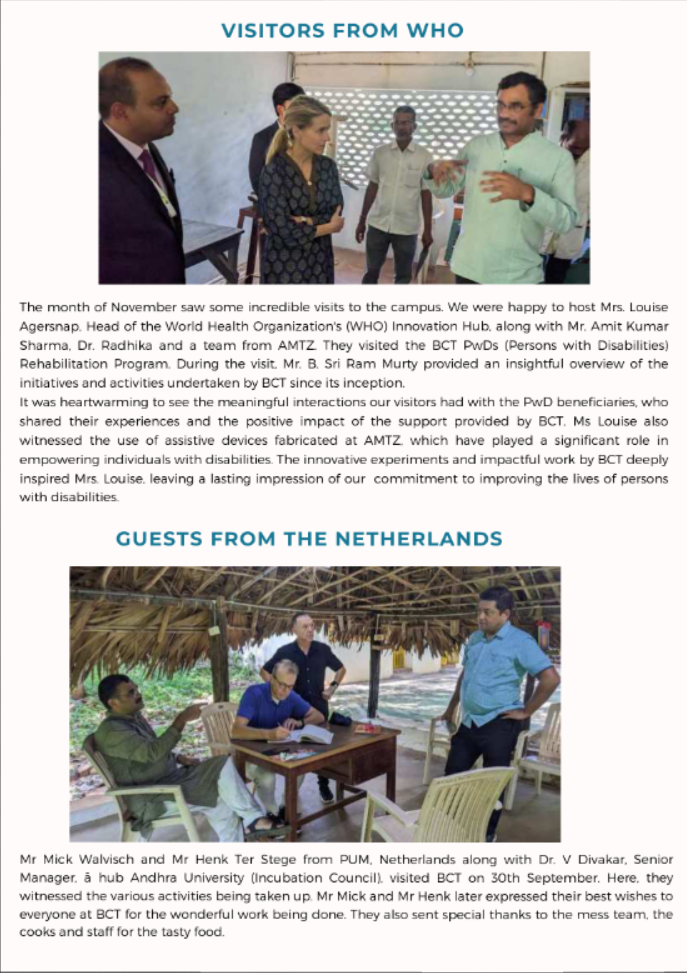 VISITORS FROM WHO
The month of November saw some incredible visits to the campus. We were happy to host Mrs. Louise
Agersnap, Head of the World Health Organization's (WHO) Innovation Hub, along with Mr. Amit Kumar
Sharma, Dr. Radhika and a team from AMTZ. They visited the BCT PwDs (Persons with Disabilities)
Rehabilitation Program. During the visit, Mr. B. Sri Ram Murty provided an insightful overview of the
initiatives and activities undertaken by BCT since its inception.
It was heartwarming to see the meaningful interactions our visitors had with the PwD beneficiaries, who
shared their experiences and the positive impact of the support provided by BCT. Ms Louise also
witnessed the use of assistive devices fabricated at AMTZ, which have played a significant role in
empowering individuals with disabilities. The innovative experiments and impactful work by BCT deeply
inspired Mrs. Louise, leaving a lasting impression of our commitment to improving the lives of persons
with disabilities.
GUESTS FROM THE NETHERLANDS
Mr Mick Walvisch and Mr Henk Ter Stege from PUM, Netherlands along with Dr. V Divakar, Senior
Manager, ā hub Andhra University (Incubation Council), visited BCT on 30th September. Here, they
witnessed the various activities being taken up. Mr Mick and Mr Henk later expressed their best wishes to
everyone at BCT for the wonderful work being done. They also sent special thanks to the mess team, the
cooks and staff for the tasty food.